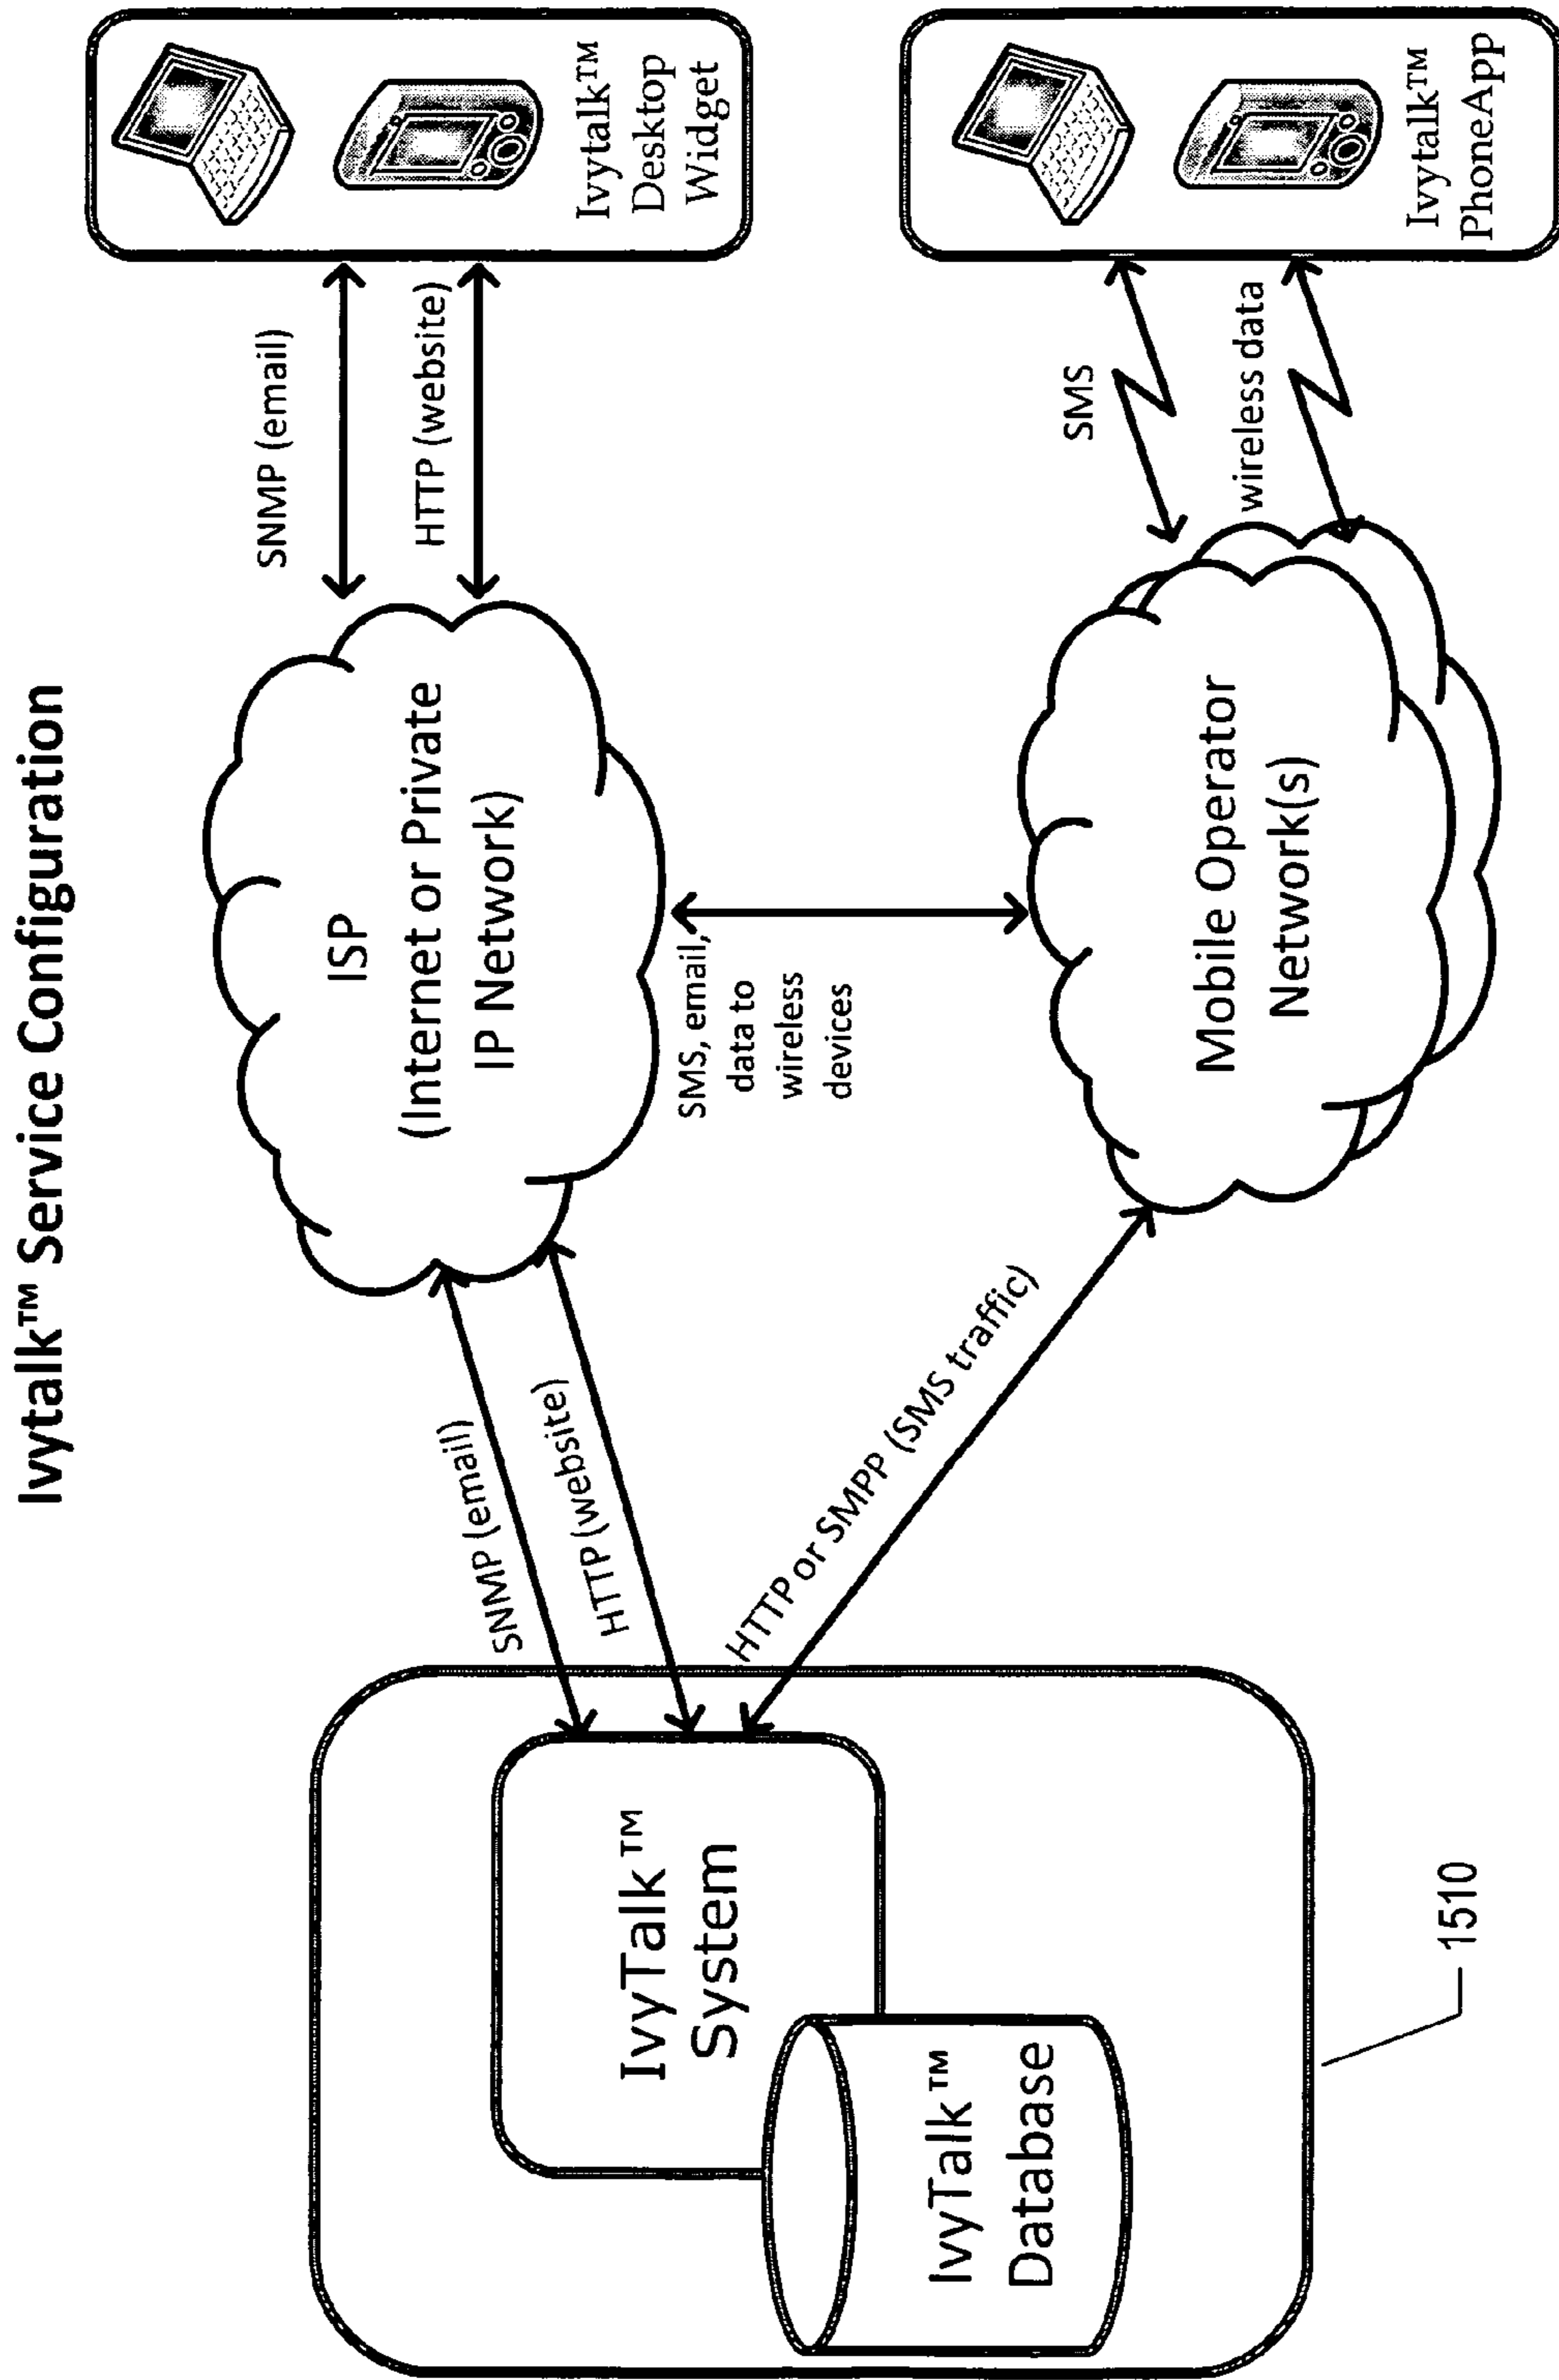 Ivytalk™ Service Configuration
IvyTalk™
System
IvyTalk™
Database
1510
SNMP (email)
HTTP (website)
HTTP or SMPP (SMS traffic)
ISP
(Internet or Private
IP Network)
SMS, email,
data to
wireless
devices
Mobile Operator
Network(s)
SNMP (email)
HTTP (website)
SMS
wireless data
Ivytalk™
Desktop
Widget
Ivytalk™
PhoneApp